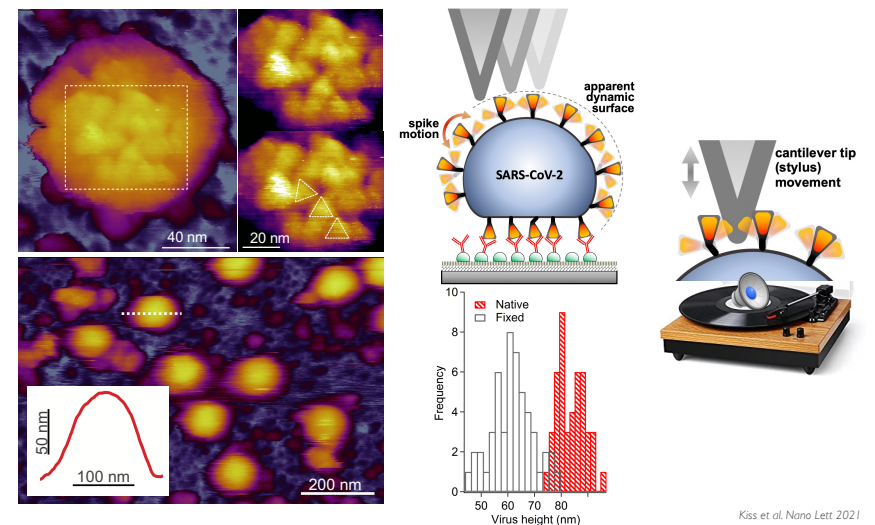 40 nm
20 nm
50 nm
100 nm
200 nm
apparent
dynamic
surface
spike
motion
SARS-CoV-2
cantilever tip
(stylus)
movement
10
8
6
4
2
0
Frequency
Native
Fixed
50
60
70
80
Virus height (nm)
Kiss et al. Nano Lett 2021